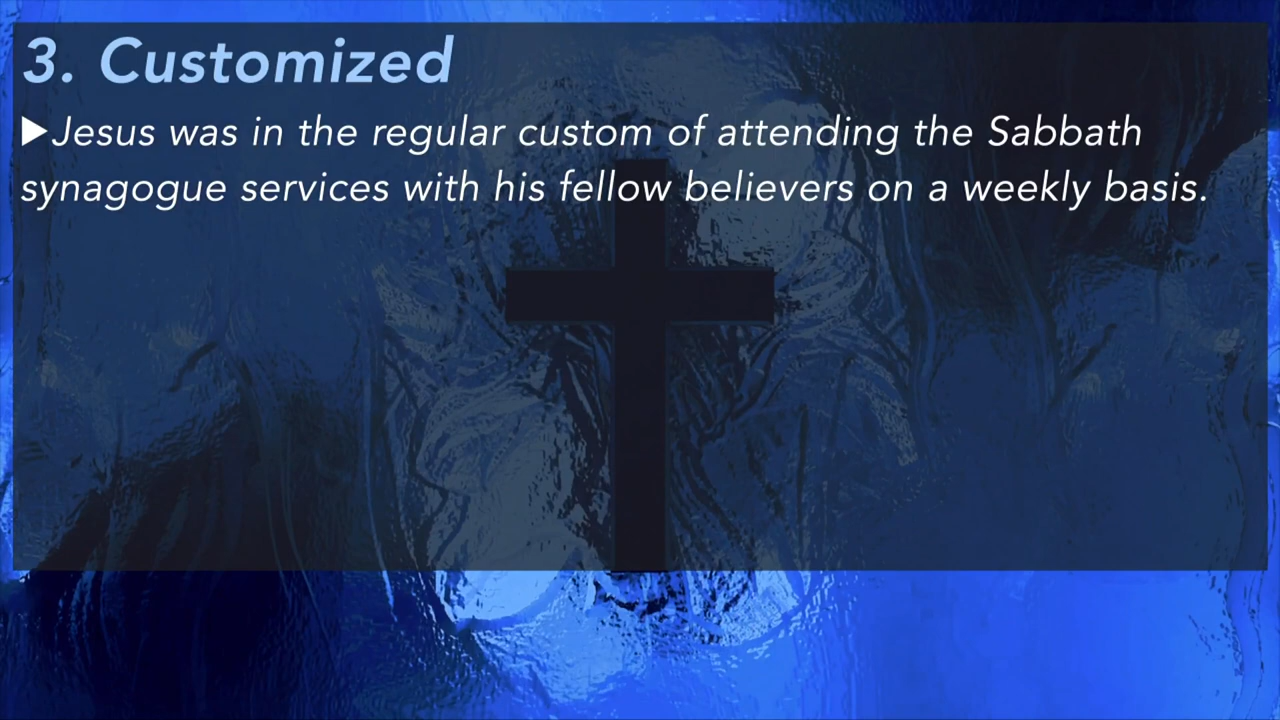 3. Customized
▶Jesus was in the regular custom of attending the Sabbath
synagogue services with his fellow believers on a weekly basis.